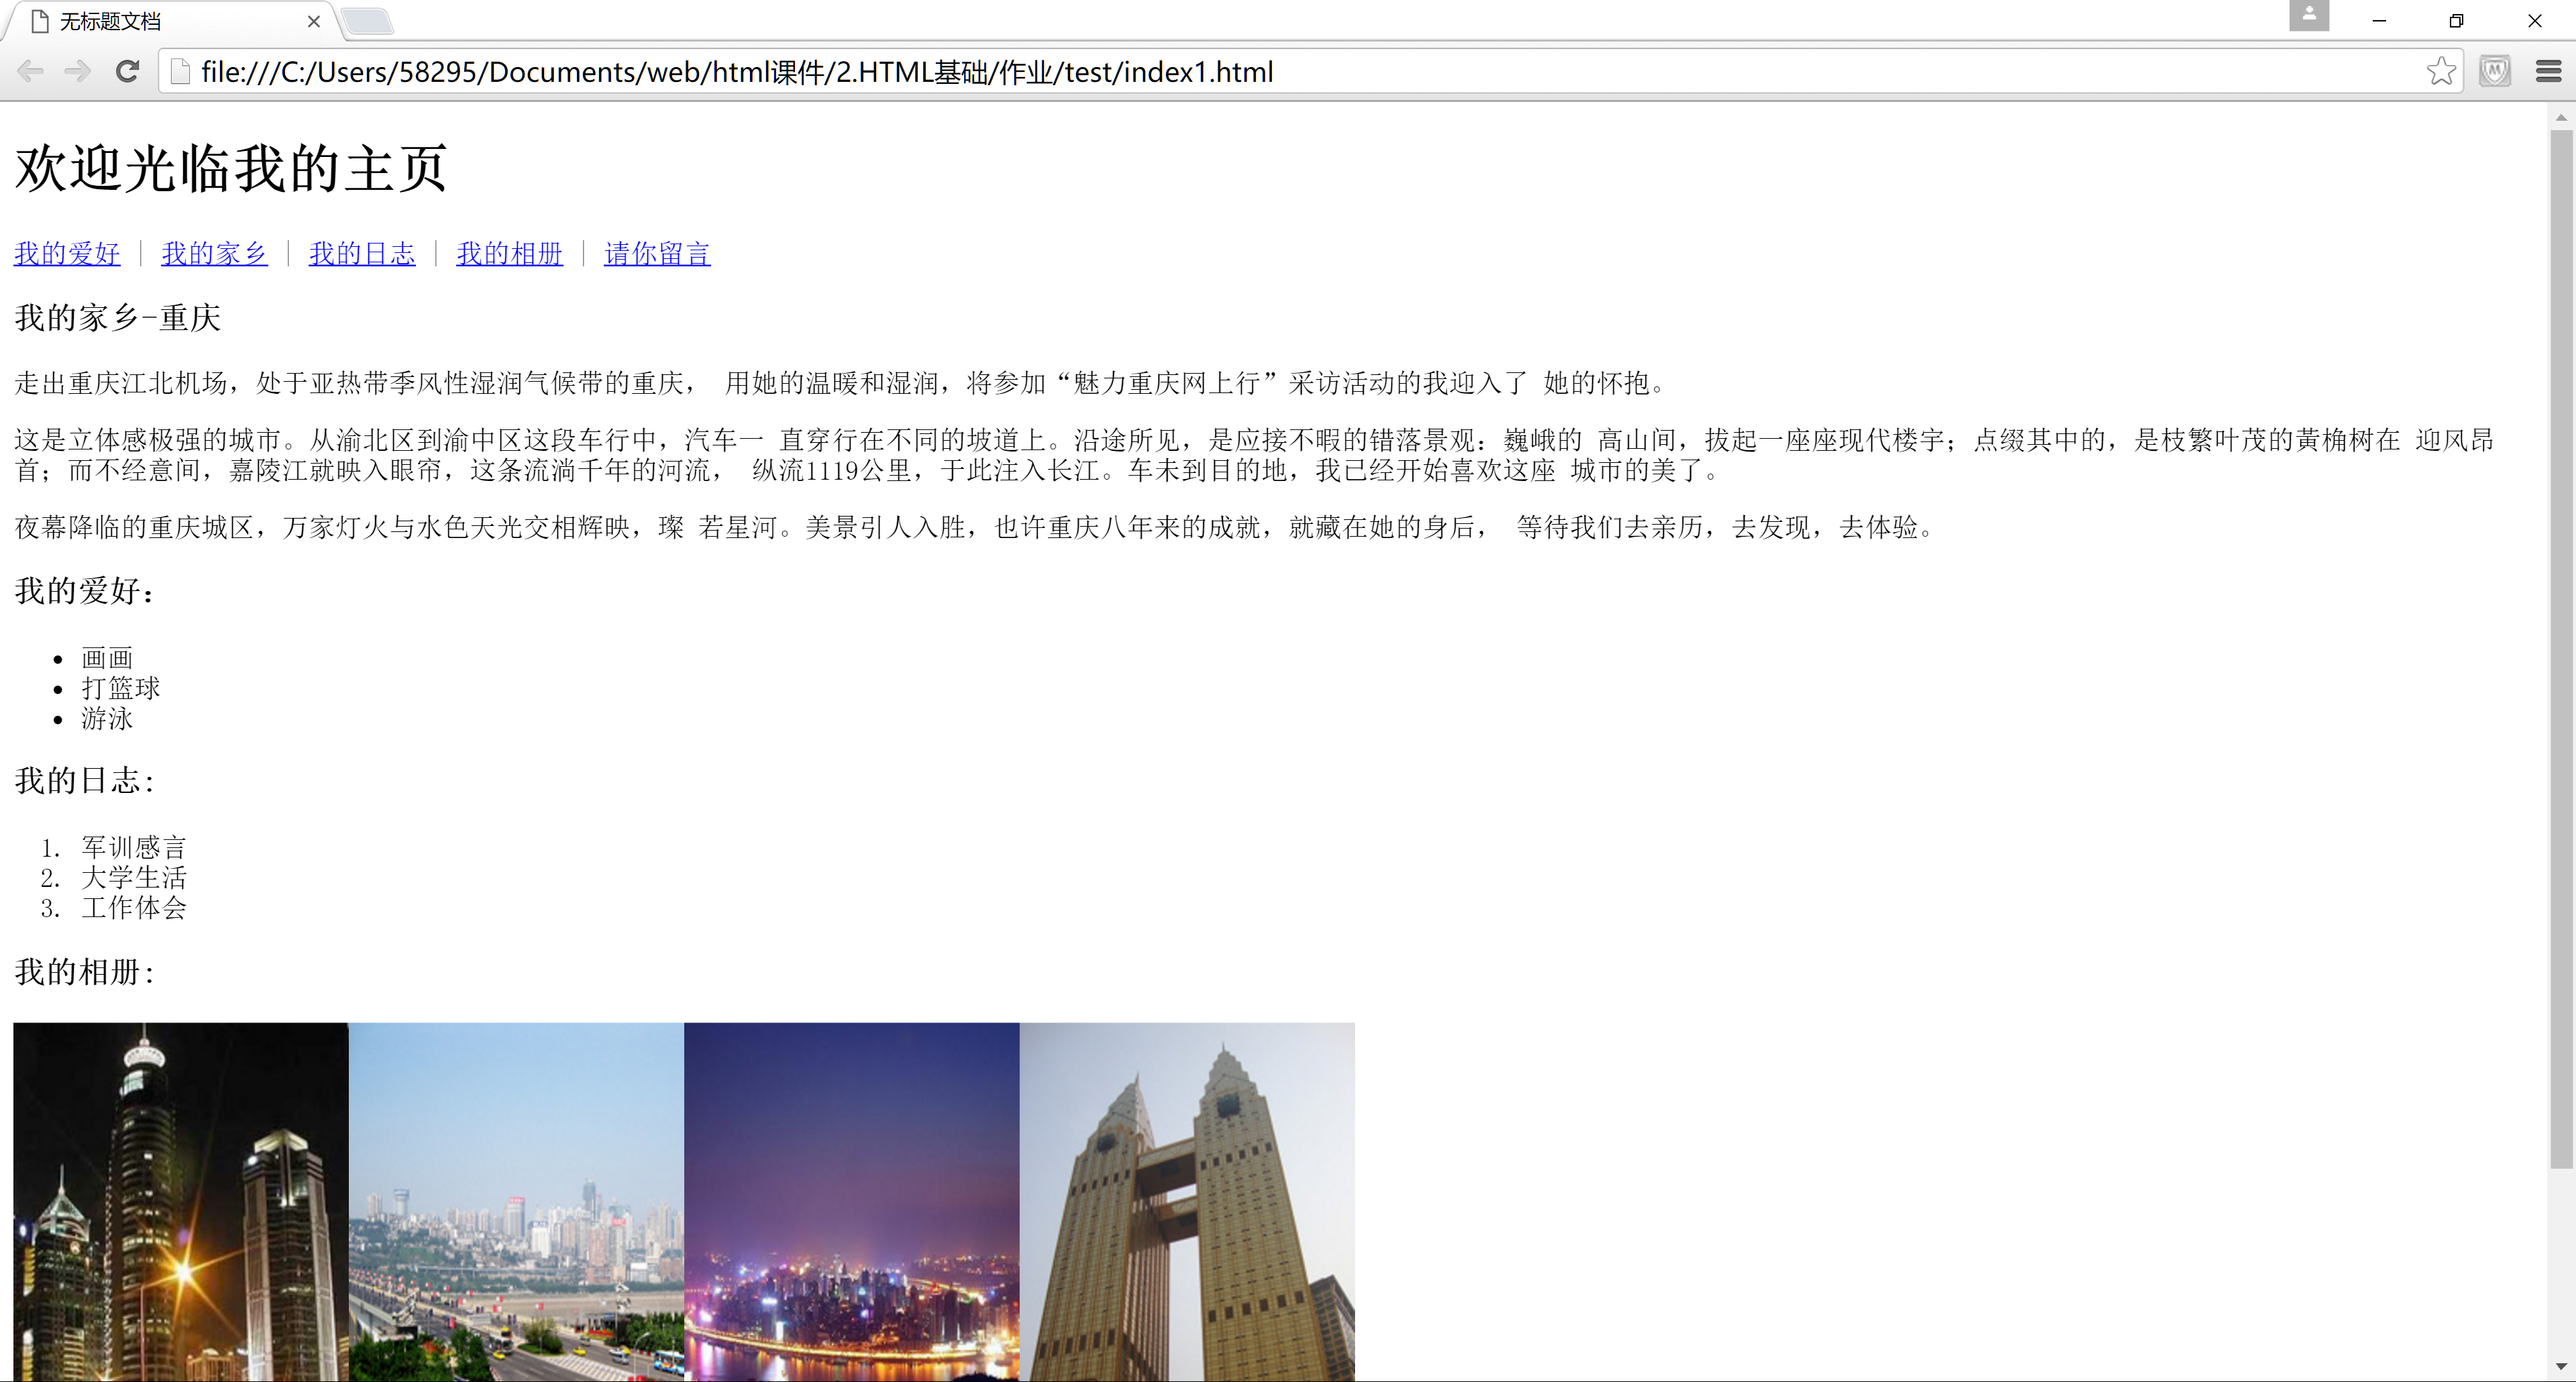 无标题文档
file:///C:/Users/58295/Documents/web/html课件/2.HTML基础/作业/test/index1.html
欢迎光临我的主页
我的爱好 | 我的家乡 | 我的日志 | 我的相册 | 请你留言
我的家乡-重庆
走出重庆江北机场，处于亚热带季风性湿润气候带的重庆， 用她的温暖和湿润，将参加“魅力重庆网上行”采访活动的我迎入了 她的怀抱。
这是立体感极强的城市。从渝北区到渝中区这段车行中，汽车一 直穿行在不同的坡道上。沿途所见，是应接不暇的错落景观：巍峨的 高山间，拔起一座座现代楼宇；点缀其中的，是枝繁叶茂的黃桷树在 迎风昂
首；而不经意间，嘉陵江就映入眼帘，这条流淌千年的河流， 纵流1119公里，于此注入长江。车未到目的地，我已经开始喜欢这座 城市的美了。
夜幕降临的重庆城区，万家灯火与水色天光交相辉映，璨 若星河。美景引人入胜，也许重庆八年来的成就，就藏在她的身后， 等待我们去亲历，去发现，去体验。
我的爱好：
• 画画
• 打篮球
• 游泳
我的日志：
1. 军训感言
2. 大学生活
3. 工作体会
我的相册：